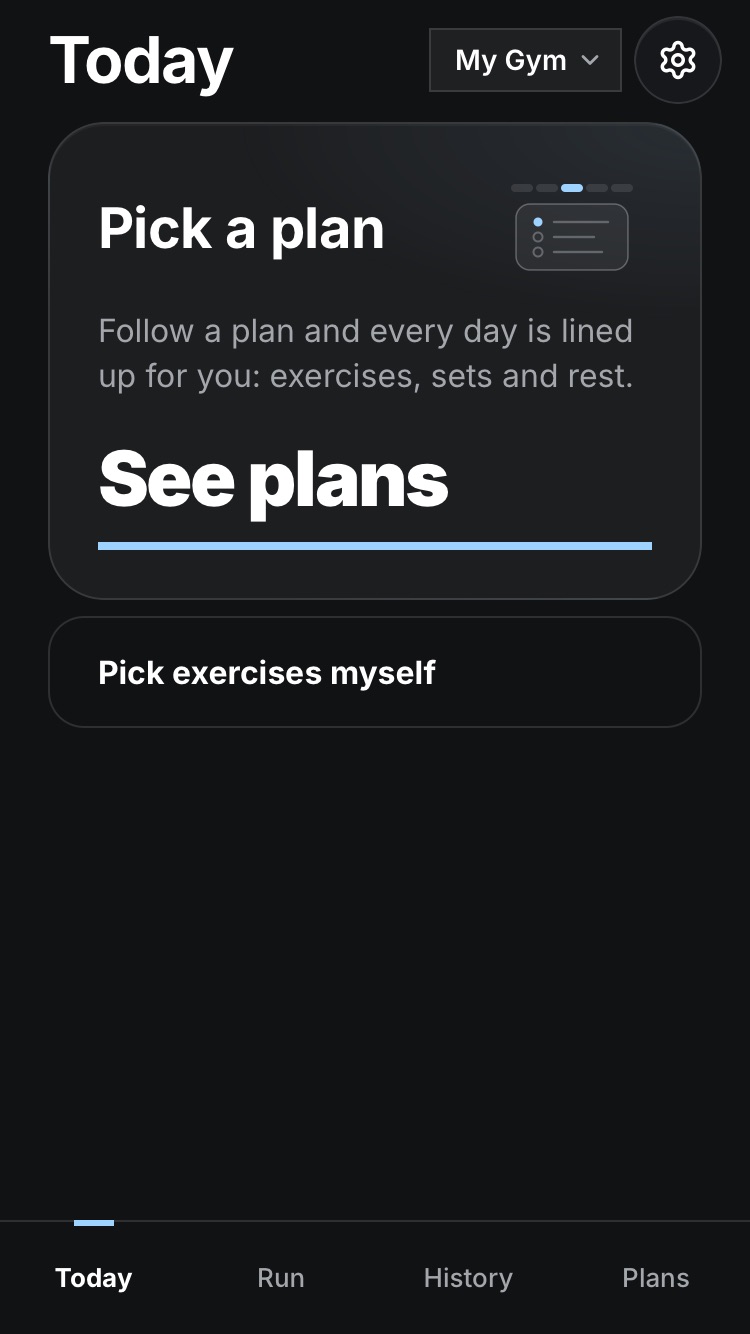 Today
My Gym
Pick a plan
Follow a plan and every day is lined
up for you: exercises, sets and rest.
See plans
Pick exercises myself
Today
Run
History
Plans